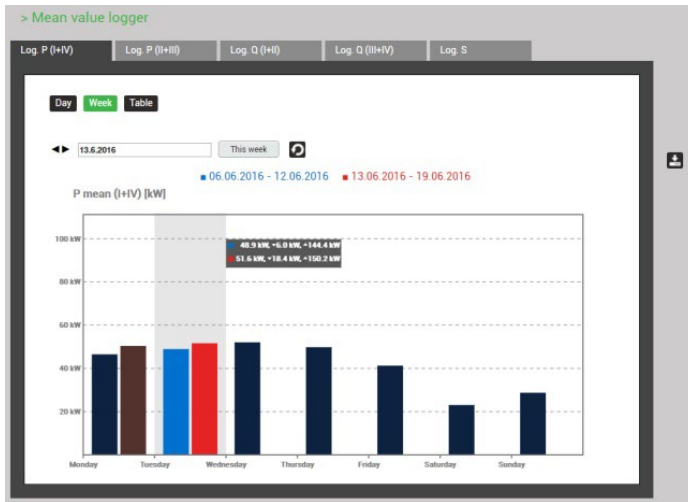 > Mean value logger
Log. P (I+IV) Log. P (II+III) Log. Q (I+II) Log. Q (III+IV) Log. S
Day Week Table
13.6.2016 This week
06.06.2016 - 12.06.2016 13.06.2016 - 19.06.2016
P mean (I+IV) [kW]
100 kW
48.9 kW, 6.0 kW, 144.4 kW
51.6 kW, 18.4 kW, 150.2 kW
80 kW
60 kW
40 kW
20 kW
Monday Tuesday Wednesday Thursday Friday Saturday Sunday